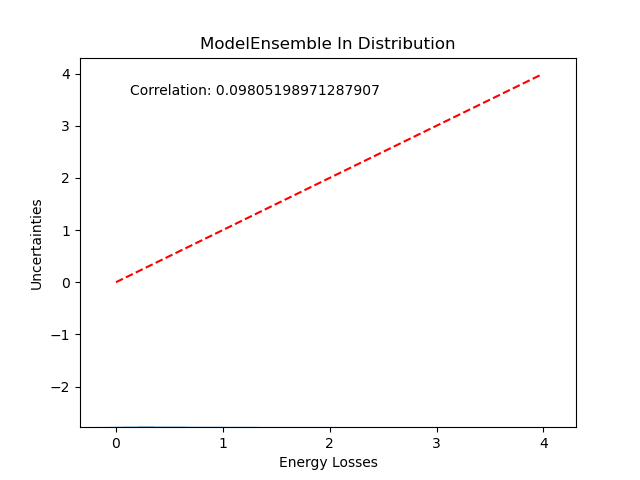 ModelEnsemble In Distribution
Correlation: 0.09805198971287907
4
3
2
1
0
−1
−2
Uncertainties
0 1 2 3 4
Energy Losses